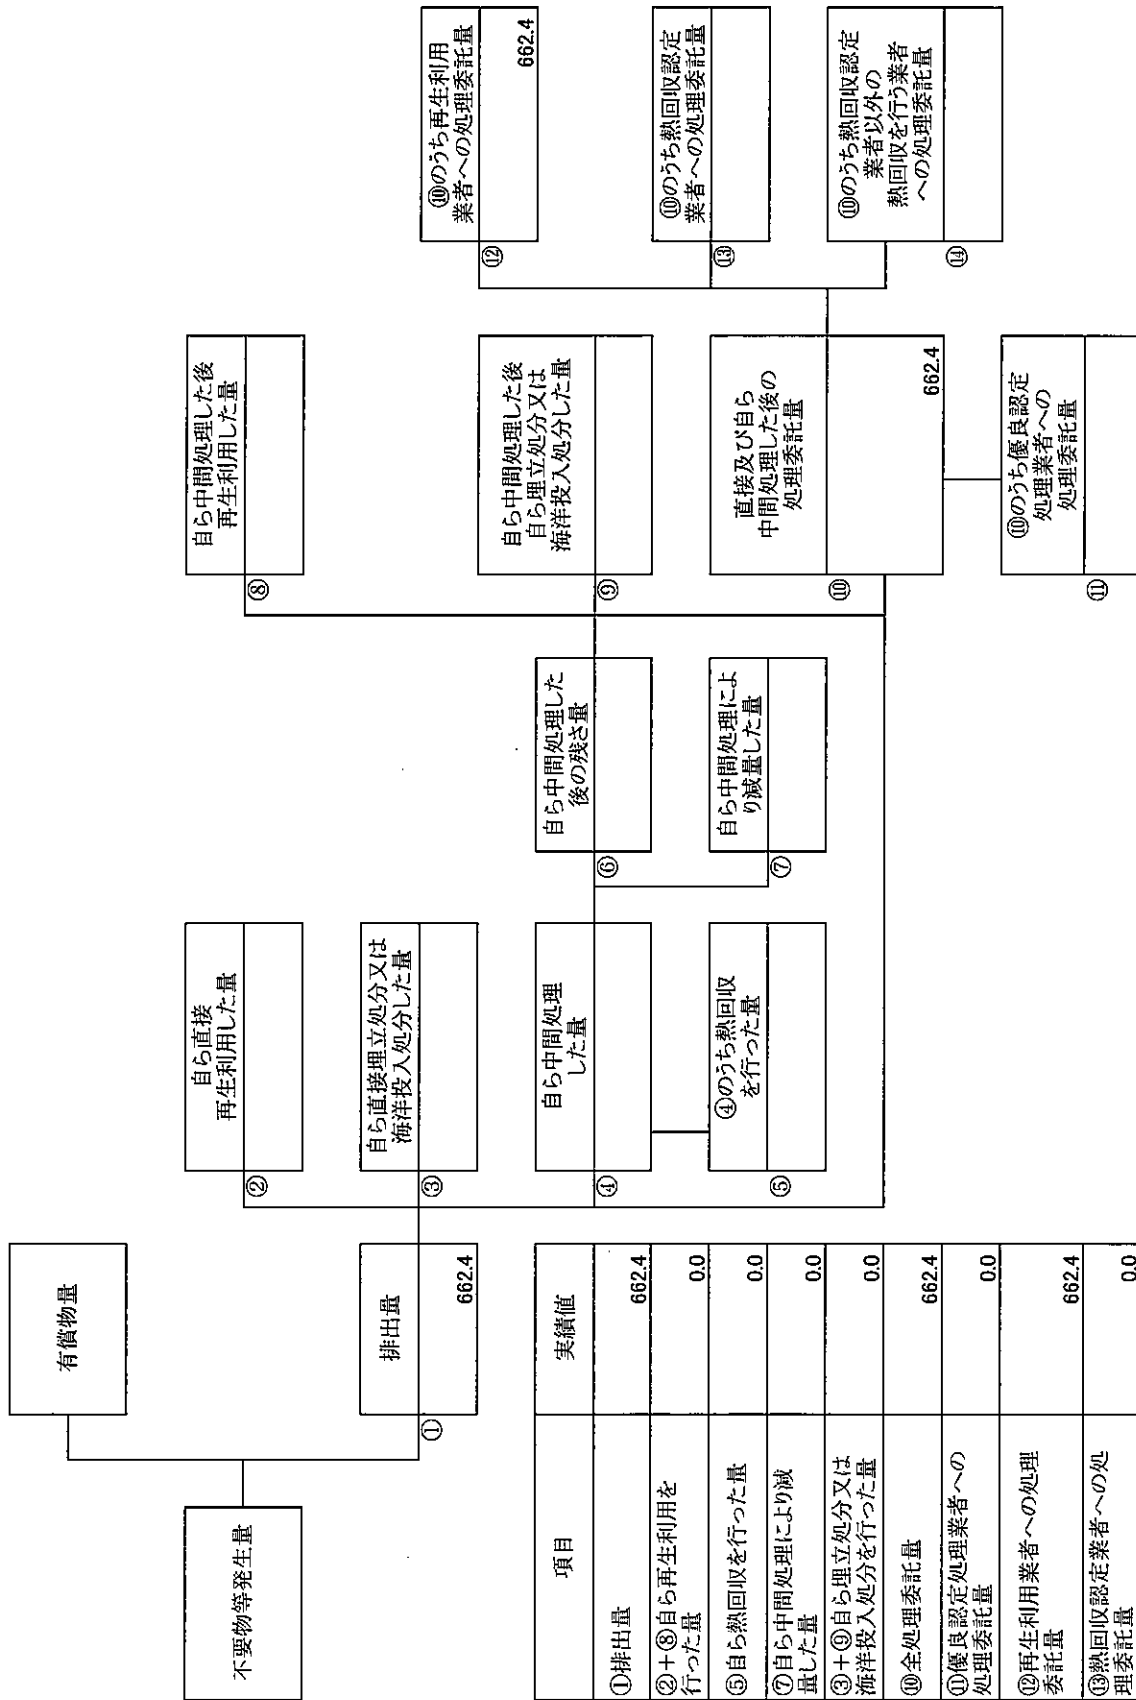 有償物量
不要物等発生量
排出量
①
662.4
自ら直接
再生利用した量
②
自ら直接埋立処分又は
海洋投入処分した量
③
自ら中間処理
した量
④
④のうち熱回収
を行った量
⑤
自ら中間処理した
後の残さ量
⑥
自ら中間処理によ
り減量した量
⑦
自ら中間処理した後
再生利用した量
⑧
自ら中間処理した後
自ら埋立処分又は
海洋投入処分した量
⑨
直接及び自ら
中間処理した後の
処理委託量
⑩
662.4
⑩のうち優良認定
処理業者への
処理委託量
⑪
⑩のうち再生利用
業者への処理委託量
⑫
662.4
⑩のうち熱回収認定
業者への処理委託量
⑬
⑩のうち熱回収認定
業者以外の
熱回収を行う業者
への処理委託量
⑭
項目 実績値
①排出量 662.4
②+⑧自ら再生利用を
行った量 0.0
⑤自ら熱回収を行った量 0.0
⑦自ら中間処理により減
量した量 0.0
③+⑨自ら埋立処分又は
海洋投入処分を行った量 0.0
⑩全処理委託量 662.4
⑪優良認定処理業者への
処理委託量 0.0
⑫再生利用業者への処理
委託量 662.4
⑬熱回収認定業者への処
理委託量 0.0